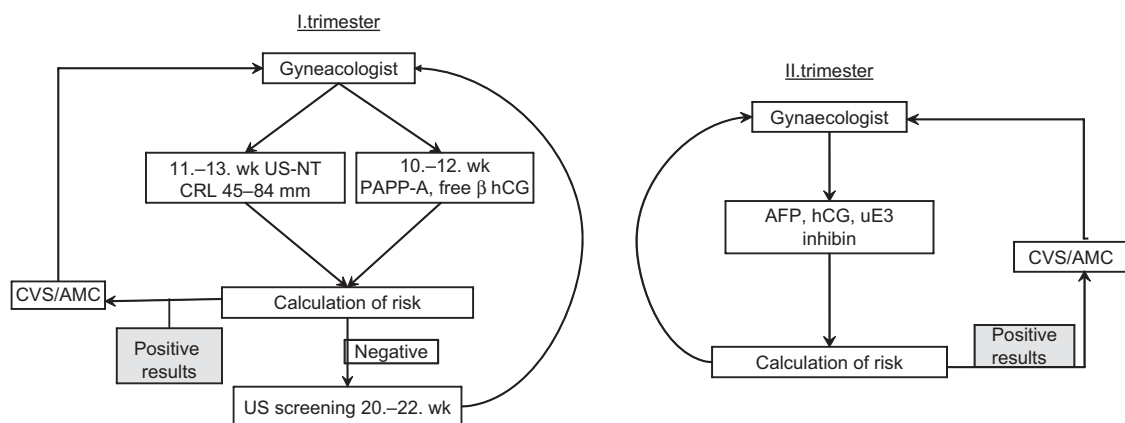 I.trimester
Gyneacologist
11.–13. wk US-NT
CRL 45–84 mm
10.–12. wk
PAPP-A, free β hCG
CVS/AMC
Calculation of risk
Positive
results
Negative
US screening 20.–22. wk
II.trimester
Gynaecologist
AFP, hCG, uE3
inhibin
CVS/AMC
Positive
results
Calculation of risk